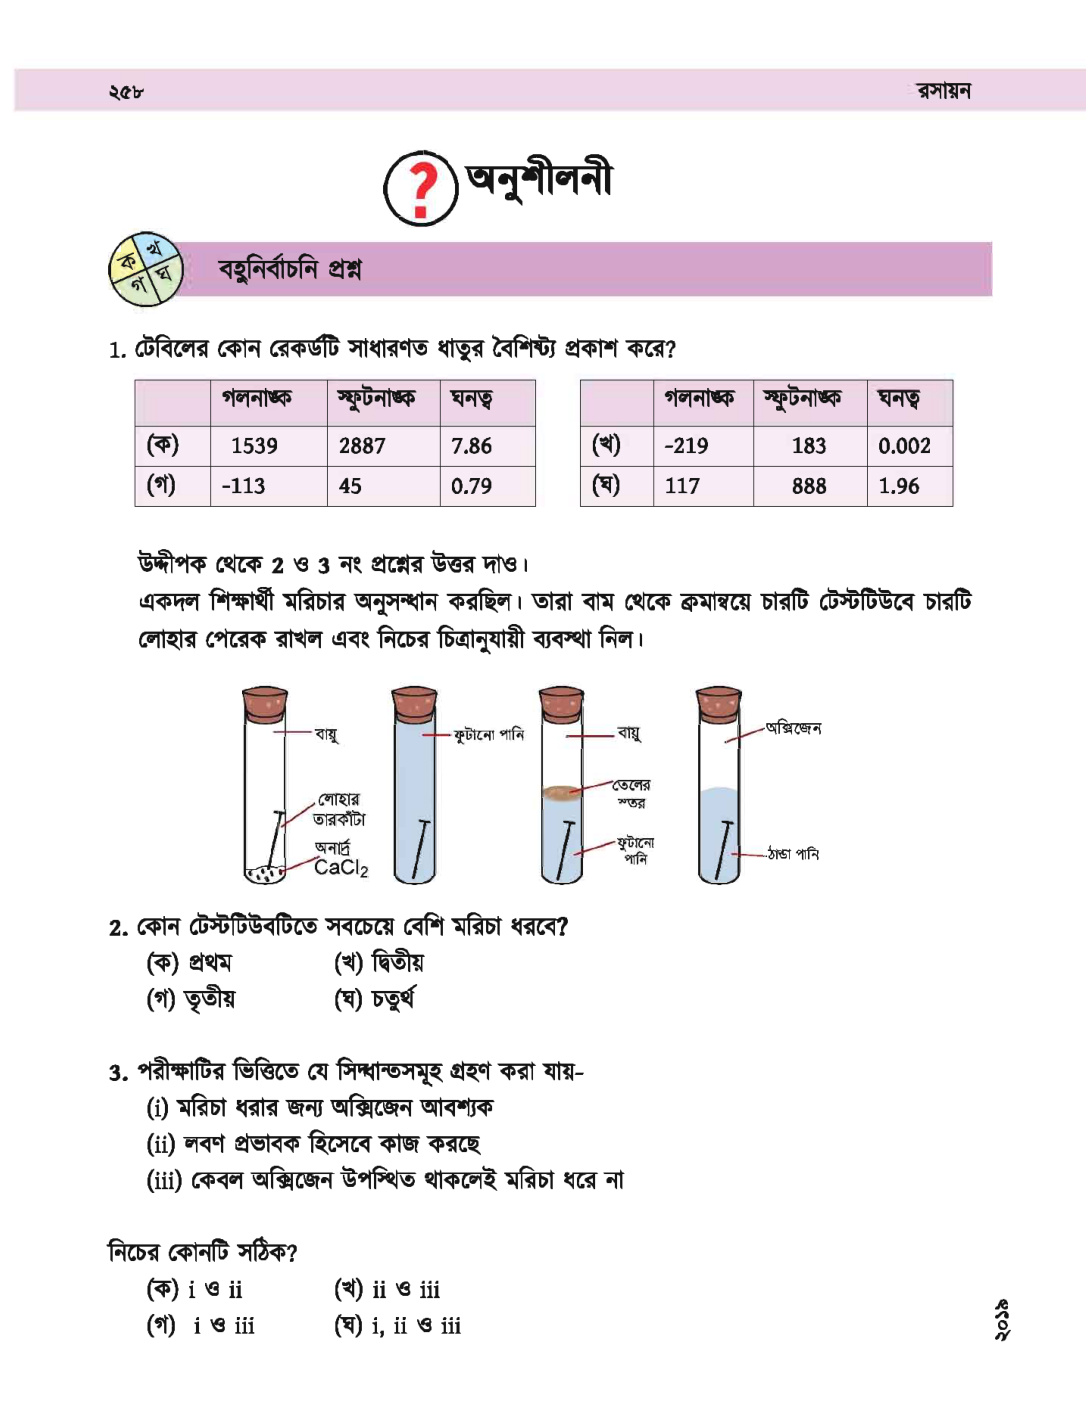 ২৫৮ রসায়ন
? অনুশীলনী
ক খ গ ঘ
বহুনির্বাচনি প্রশ্ন
1. টেবিলের কোন রেকর্ডটি সাধারণত ধাতুর বৈশিষ্ট্য প্রকাশ করে?
গলনাঙ্ক স্ফুটনাঙ্ক ঘনত্ব গলনাঙ্ক স্ফুটনাঙ্ক ঘনত্ব
(ক) 1539 2887 7.86 (খ) -219 183 0.002
(গ) -113 45 0.79 (ঘ) 117 888 1.96
উদ্দীপক থেকে 2 ও 3 নং প্রশ্নের উত্তর দাও।
একদল শিক্ষার্থী মরিচার অনুসন্ধান করছিল। তারা বাম থেকে ক্রমান্বয়ে চারটি টেস্টটিউবে চারটি
লোহার পেরেক রাখল এবং নিচের চিত্রানুযায়ী ব্যবস্থা নিল।
বায়ু
লোহার
তারকাঁটা
অনার্দ্র
CaCl2
ফুটানো পানি
বায়ু
তেলের
স্তর
ফুটানো
পানি
অক্সিজেন
ঠান্ডা পানি
2. কোন টেস্টটিউবটিতে সবচেয়ে বেশি মরিচা ধরবে?
(ক) প্রথম (খ) দ্বিতীয়
(গ) তৃতীয় (ঘ) চতুর্থ
3. পরীক্ষাটির ভিত্তিতে যে সিদ্ধান্তসমূহ গ্রহণ করা যায়-
(i) মরিচা ধরার জন্য অক্সিজেন আবশ্যক
(ii) লবণ প্রভাবক হিসেবে কাজ করছে
(iii) কেবল অক্সিজেন উপস্থিত থাকলেই মরিচা ধরে না
নিচের কোনটি সঠিক?
(ক) i ও ii (খ) ii ও iii
(গ) i ও iii (ঘ) i, ii ও iii
২০১৯